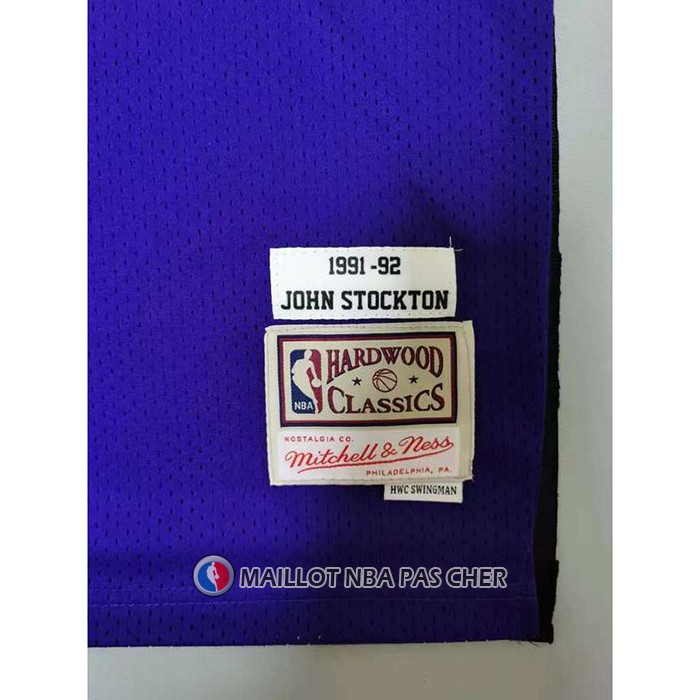 1991-92
JOHN STOCKTON
NBA
HARDWOOD
CLASSICS
NOSTALGIA CO.
Mitchell & Ness
PHILADELPHIA, PA.
HWC SWINGMAN
MAILLOT NBA PAS CHER